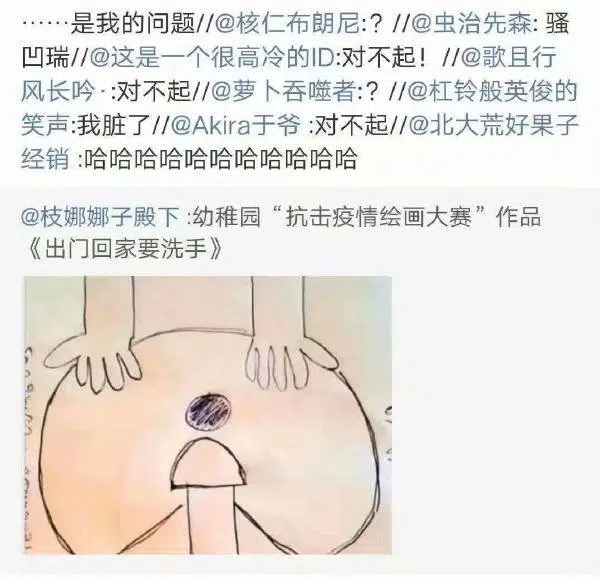 ……是我的问题//@核仁布朗尼:？//@虫治先森: 骚
凹瑞//@这是一个很高冷的ID:对不起！//@歌且行
风长吟·:对不起//@萝卜吞噬者:？//@杠铃般英俊的
笑声:我脏了//@Akira于爷 :对不起//@北大荒好果子
经销 :哈哈哈哈哈哈哈哈哈哈哈
@枝娜娜子殿下 :幼稚园“抗击疫情绘画大赛”作品
《出门回家要洗手》